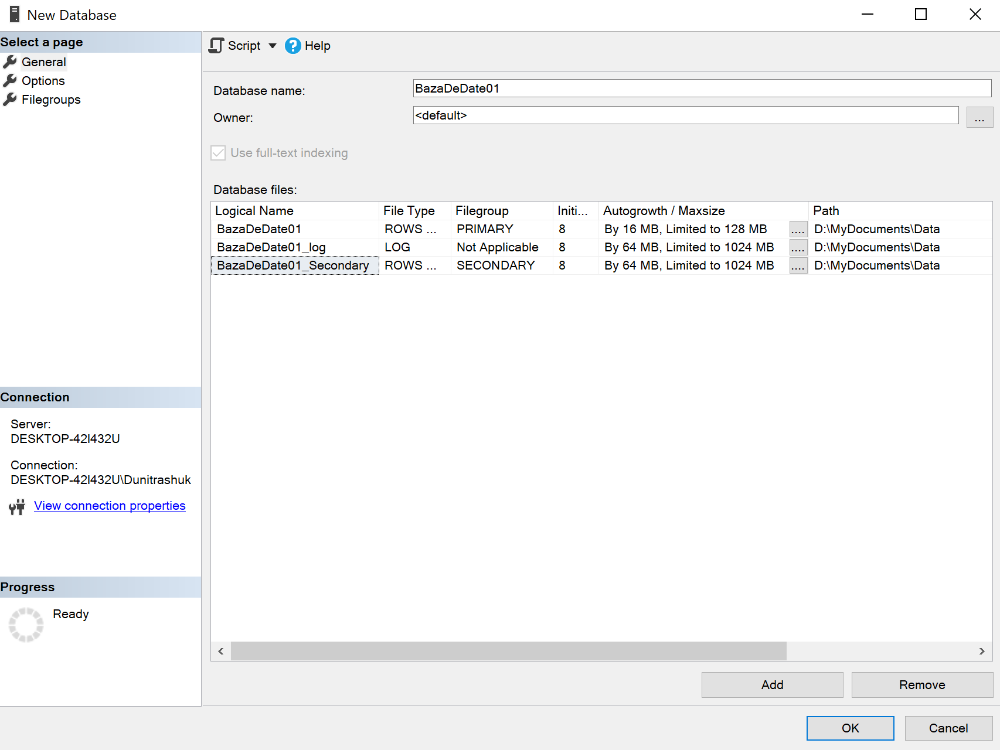 New Database
Select a page
General
Options
Filegroups
Script Help
Database name: BazaDeDate01
Owner: <default> ...
Use full-text indexing
Database files:
Logical Name File Type Filegroup Initi... Autogrowth / Maxsize Path
BazaDeDate01 ROWS ... PRIMARY 8 By 16 MB, Limited to 128 MB .... D:\MyDocuments\Data
BazaDeDate01_log LOG Not Applicable 8 By 64 MB, Limited to 1024 MB .... D:\MyDocuments\Data
BazaDeDate01_Secondary ROWS ... SECONDARY 8 By 64 MB, Limited to 1024 MB .... D:\MyDocuments\Data
Connection
Server:
DESKTOP-42I432U
Connection:
DESKTOP-42I432U\Dunitrashuk
View connection properties
Progress
Ready
Add Remove
OK Cancel